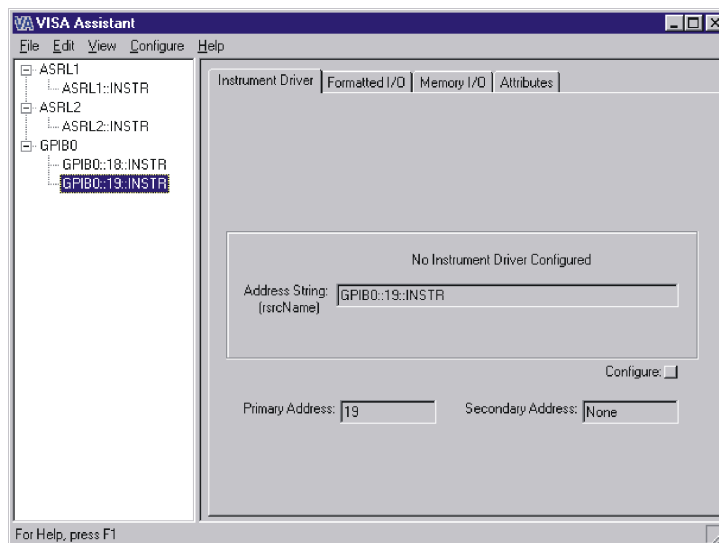 VISA Assistant
File Edit View Configure Help
ASRL1
ASRL1::INSTR
ASRL2
ASRL2::INSTR
GPIB0
GPIB0::18::INSTR
GPIB0::19::INSTR
Instrument Driver Formatted I/O Memory I/O Attributes
No Instrument Driver Configured
Address String: GPIB0::19::INSTR
(rsrcName)
Configure:
Primary Address: 19 Secondary Address: None
For Help, press F1